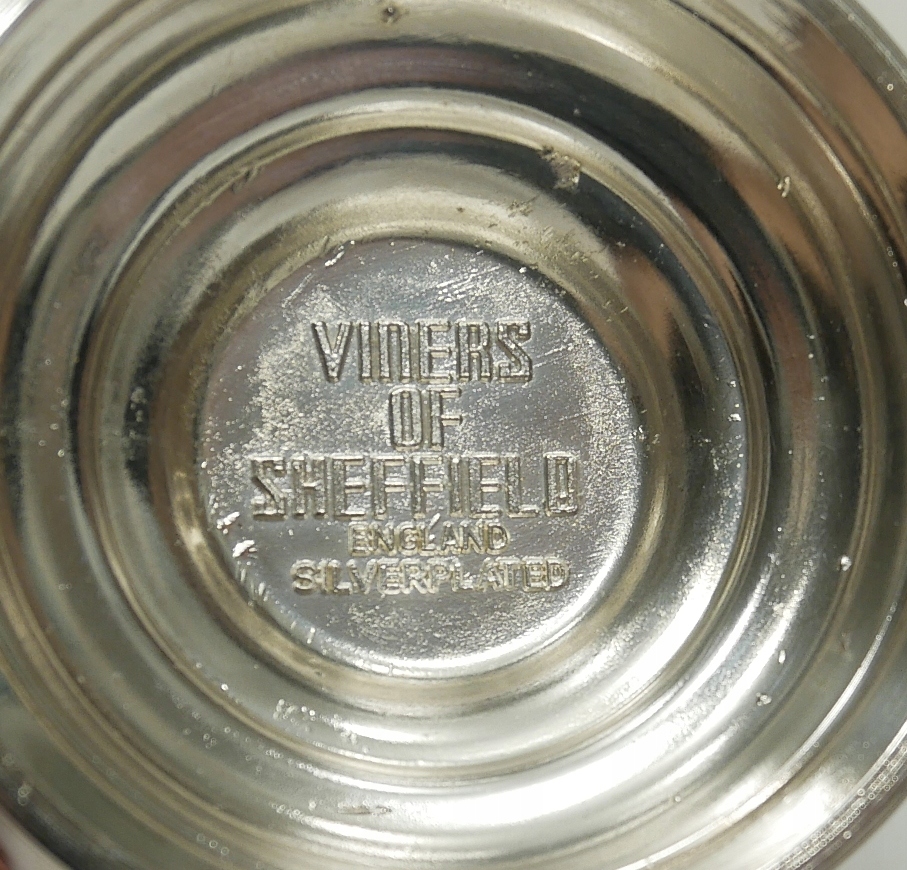 VINERS
OF
SHEFFIELD
ENGLAND
SILVERPLATED